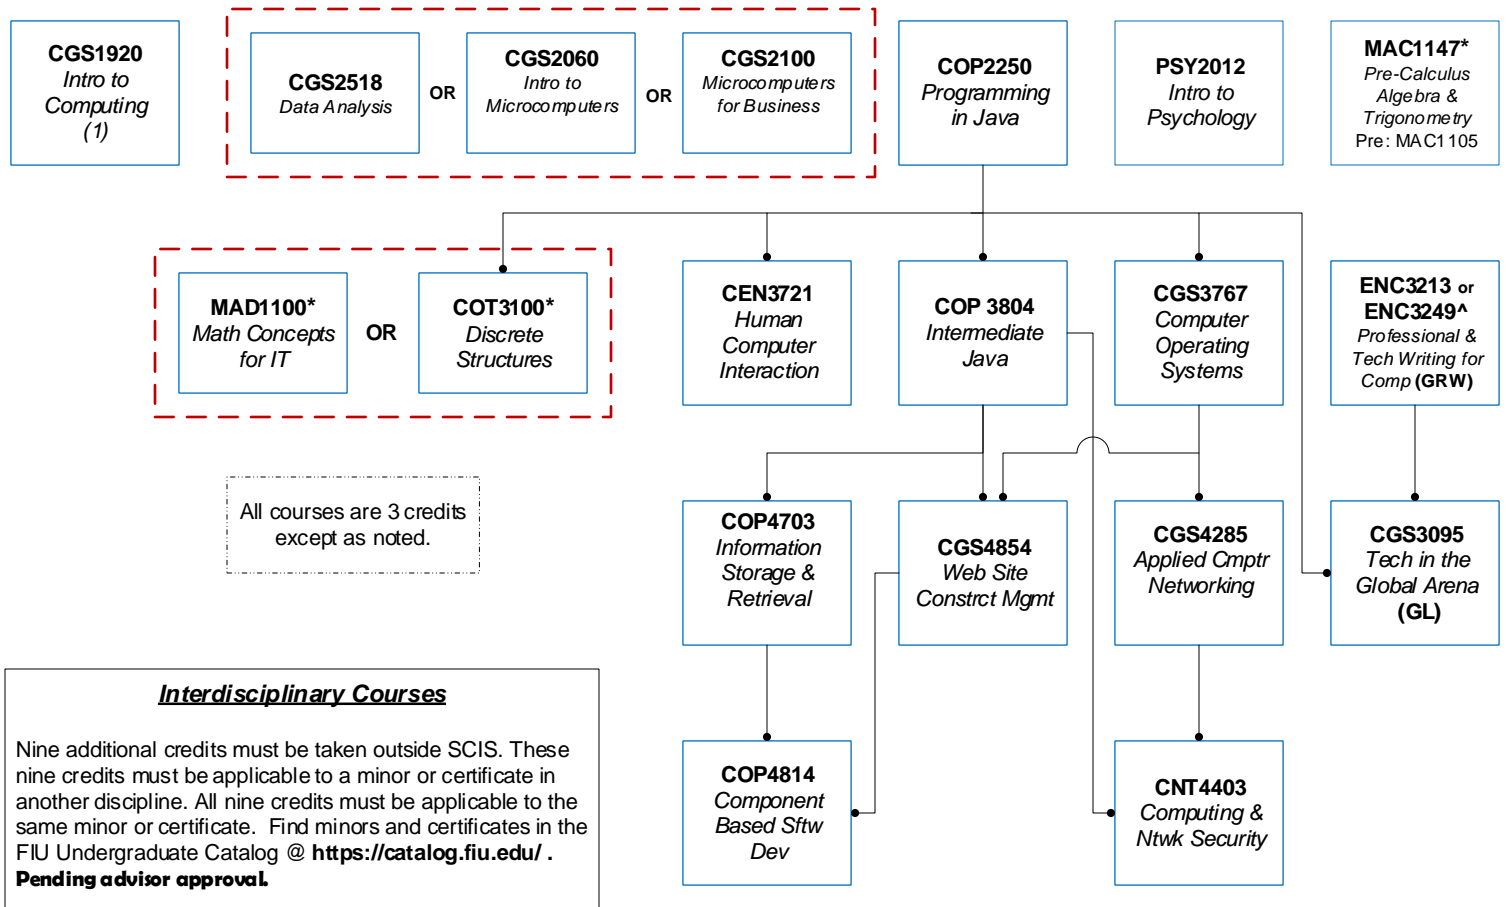 CGS1920
Intro to
Computing
(1)
CGS2518
Data Analysis
OR
CGS2060
Intro to
Microcomputers
OR
CGS2100
Microcomputers
for Business
COP2250
Programming
in Java
PSY2012
Intro to
Psychology
MAC1147*
Pre-Calculus
Algebra &
Trigonometry
Pre: MAC1105
MAD1100*
Math Concepts
for IT
OR
COT3100*
Discrete
Structures
CEN3721
Human
Computer
Interaction
COP 3804
Intermediate
Java
CGS3767
Computer
Operating
Systems
ENC3213 or
ENC3249^
Professional &
Tech Writing for
Comp (GRW)
All courses are 3 credits
except as noted.
COP4703
Information
Storage &
Retrieval
CGS4854
Web Site
Constrct Mgmt
CGS4285
Applied Cmptr
Networking
CGS3095
Tech in the
Global Arena
(GL)
Interdisciplinary Courses
Nine additional credits must be taken outside SCIS. These
nine credits must be applicable to a minor or certificate in
another discipline. All nine credits must be applicable to the
same minor or certificate. Find minors and certificates in the
FIU Undergraduate Catalog @ https://catalog.fiu.edu/ .
Pending advisor approval.
COP4814
Component
Based Sftw
Dev
CNT4403
Computing &
Ntwk Security